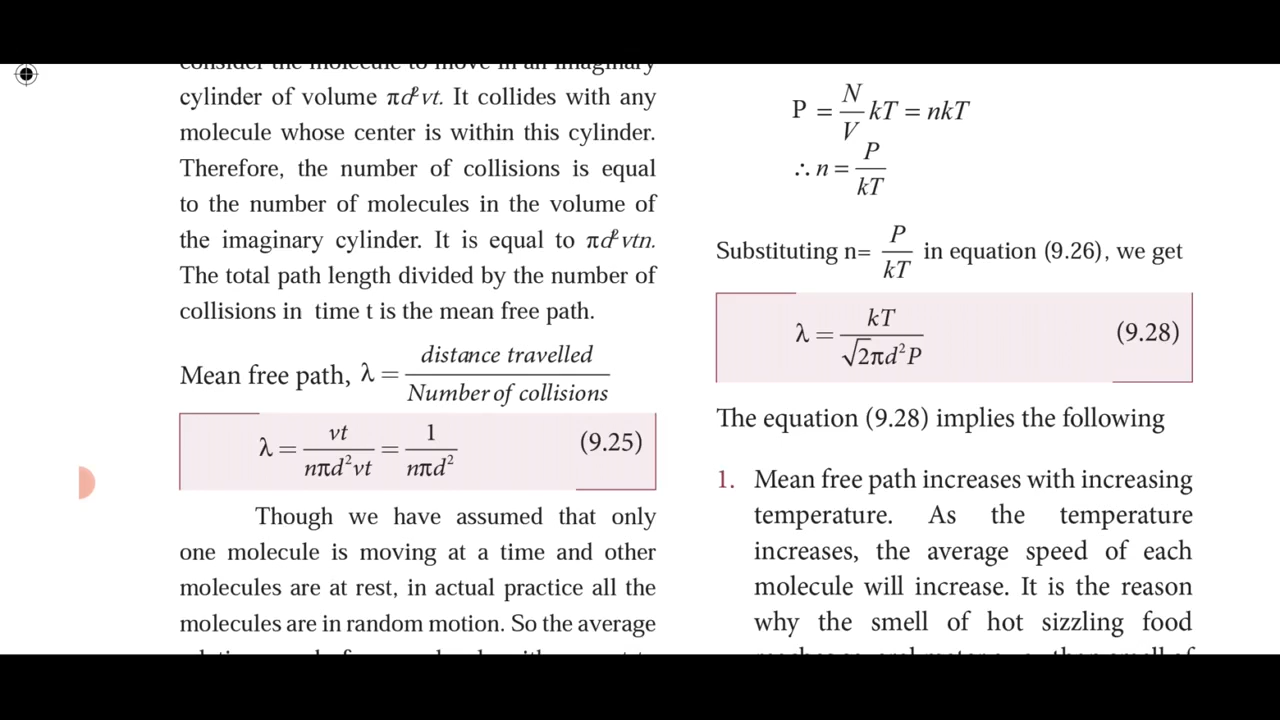 consider the molecule to move in an imaginary
cylinder of volume πd²vt. It collides with any
molecule whose center is within this cylinder.
Therefore, the number of collisions is equal
to the number of molecules in the volume of
the imaginary cylinder. It is equal to πd²vtn.
The total path length divided by the number of
collisions in time t is the mean free path.
Mean free path, λ = distance travelled / Number of collisions
λ = vt / nπd²vt = 1 / nπd² (9.25)
Though we have assumed that only
one molecule is moving at a time and other
molecules are at rest, in actual practice all the
molecules are in random motion. So the average
P = N/V kT = nkT
∴ n = P/kT
Substituting n= P/kT in equation (9.26), we get
λ = kT / √2πd²P (9.28)
The equation (9.28) implies the following
1. Mean free path increases with increasing
temperature. As the temperature
increases, the average speed of each
molecule will increase. It is the reason
why the smell of hot sizzling food